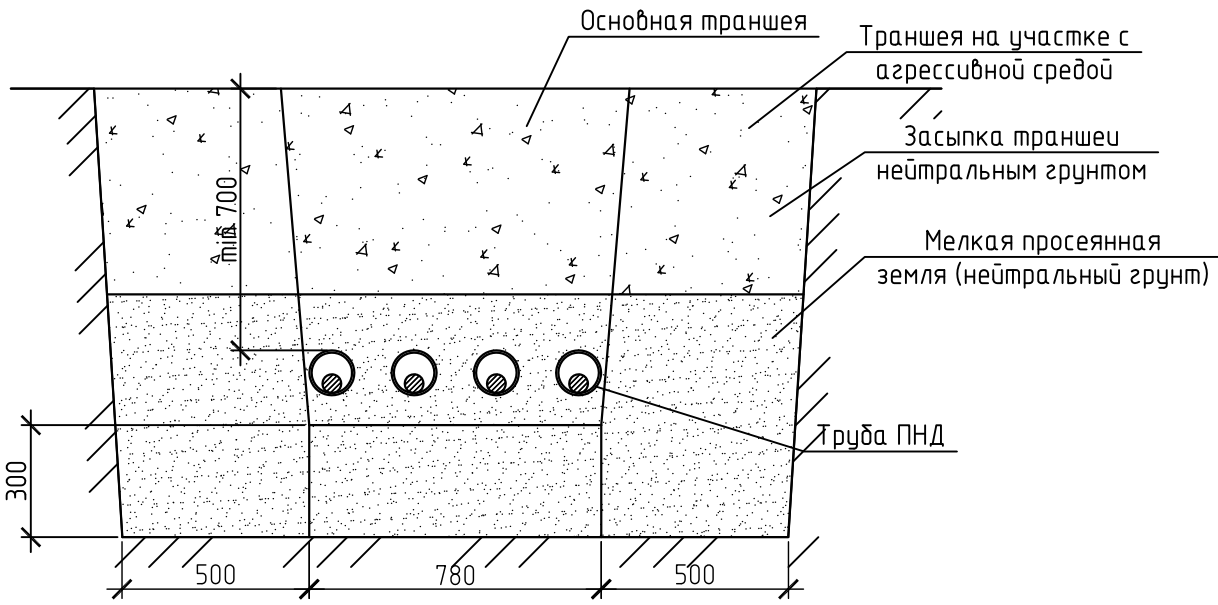 Основная траншея
Траншея на участке с
агрессивной средой
Засыпка траншеи
нейтральным грунтом
min 700
Мелкая просеянная
земля (нейтральный грунт)
Труба ПНД
300
500
780
500